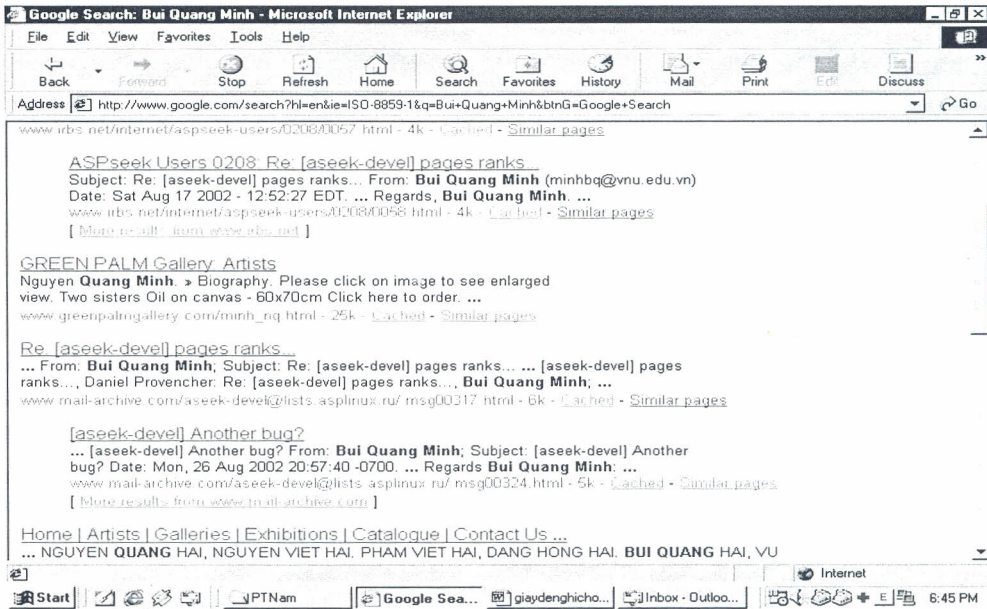 Google Search: Bui Quang Minh - Microsoft Internet Explorer
File Edit View Favorites Tools Help
Back Forward Stop Refresh Home Search Favorites History Mail Print Edit Discuss
Address http://www.google.com/search?hl=en&ie=ISO-8859-1&q=Bui+Quang+Minh&btnG=Google+Search Go
www.irbs.net/internet/aspseek-users/0208/0057.html - 4k - Cached - Similar pages
ASPseek Users 0208: Re: [aseek-devel] pages ranks...
Subject: Re: [aseek-devel] pages ranks... From: Bui Quang Minh (minhbq@vnu.edu.vn)
Date: Sat Aug 17 2002 - 12:52:27 EDT. ... Regards, Bui Quang Minh. ...
www.irbs.net/internet/aspseek-users/0208/0058.html - 4k - Cached - Similar pages
[ More results from www.irbs.net ]
GREEN PALM Gallery: Artists
Nguyen Quang Minh. » Biography. Please click on image to see enlarged
view. Two sisters Oil on canvas - 60x70cm Click here to order. ...
www.greenpalmgallery.com/minh_nq.html - 25k - Cached - Similar pages
Re: [aseek-devel] pages ranks...
... From: Bui Quang Minh; Subject: Re: [aseek-devel] pages ranks... ... [aseek-devel] pages
ranks..., Daniel Provencher: Re: [aseek-devel] pages ranks..., Bui Quang Minh; ...
www.mail-archive.com/aseek-devel@lists.asplinux.ru/ msg00317.html - 6k - Cached - Similar pages
[aseek-devel] Another bug?
... [aseek-devel] Another bug? From: Bui Quang Minh; Subject: [aseek-devel] Another
bug? Date: Mon, 26 Aug 2002 20:57:40 -0700. ... Regards Bui Quang Minh: ...
www.mail-archive.com/aseek-devel@lists.asplinux.ru/ msg00324.html - 5k - Cached - Similar pages
[ More results from www.mail-archive.com ]
Home | Artists | Galleries | Exhibitions | Catalogue | Contact Us ...
... NGUYEN QUANG HAI, NGUYEN VIET HAI. PHAM VIET HAI, DANG HONG HAI. BUI QUANG HAI, VU
Internet
Start PTNam Google Sea... giaydenghicho... Inbox - Outloo... E 6:45 PM